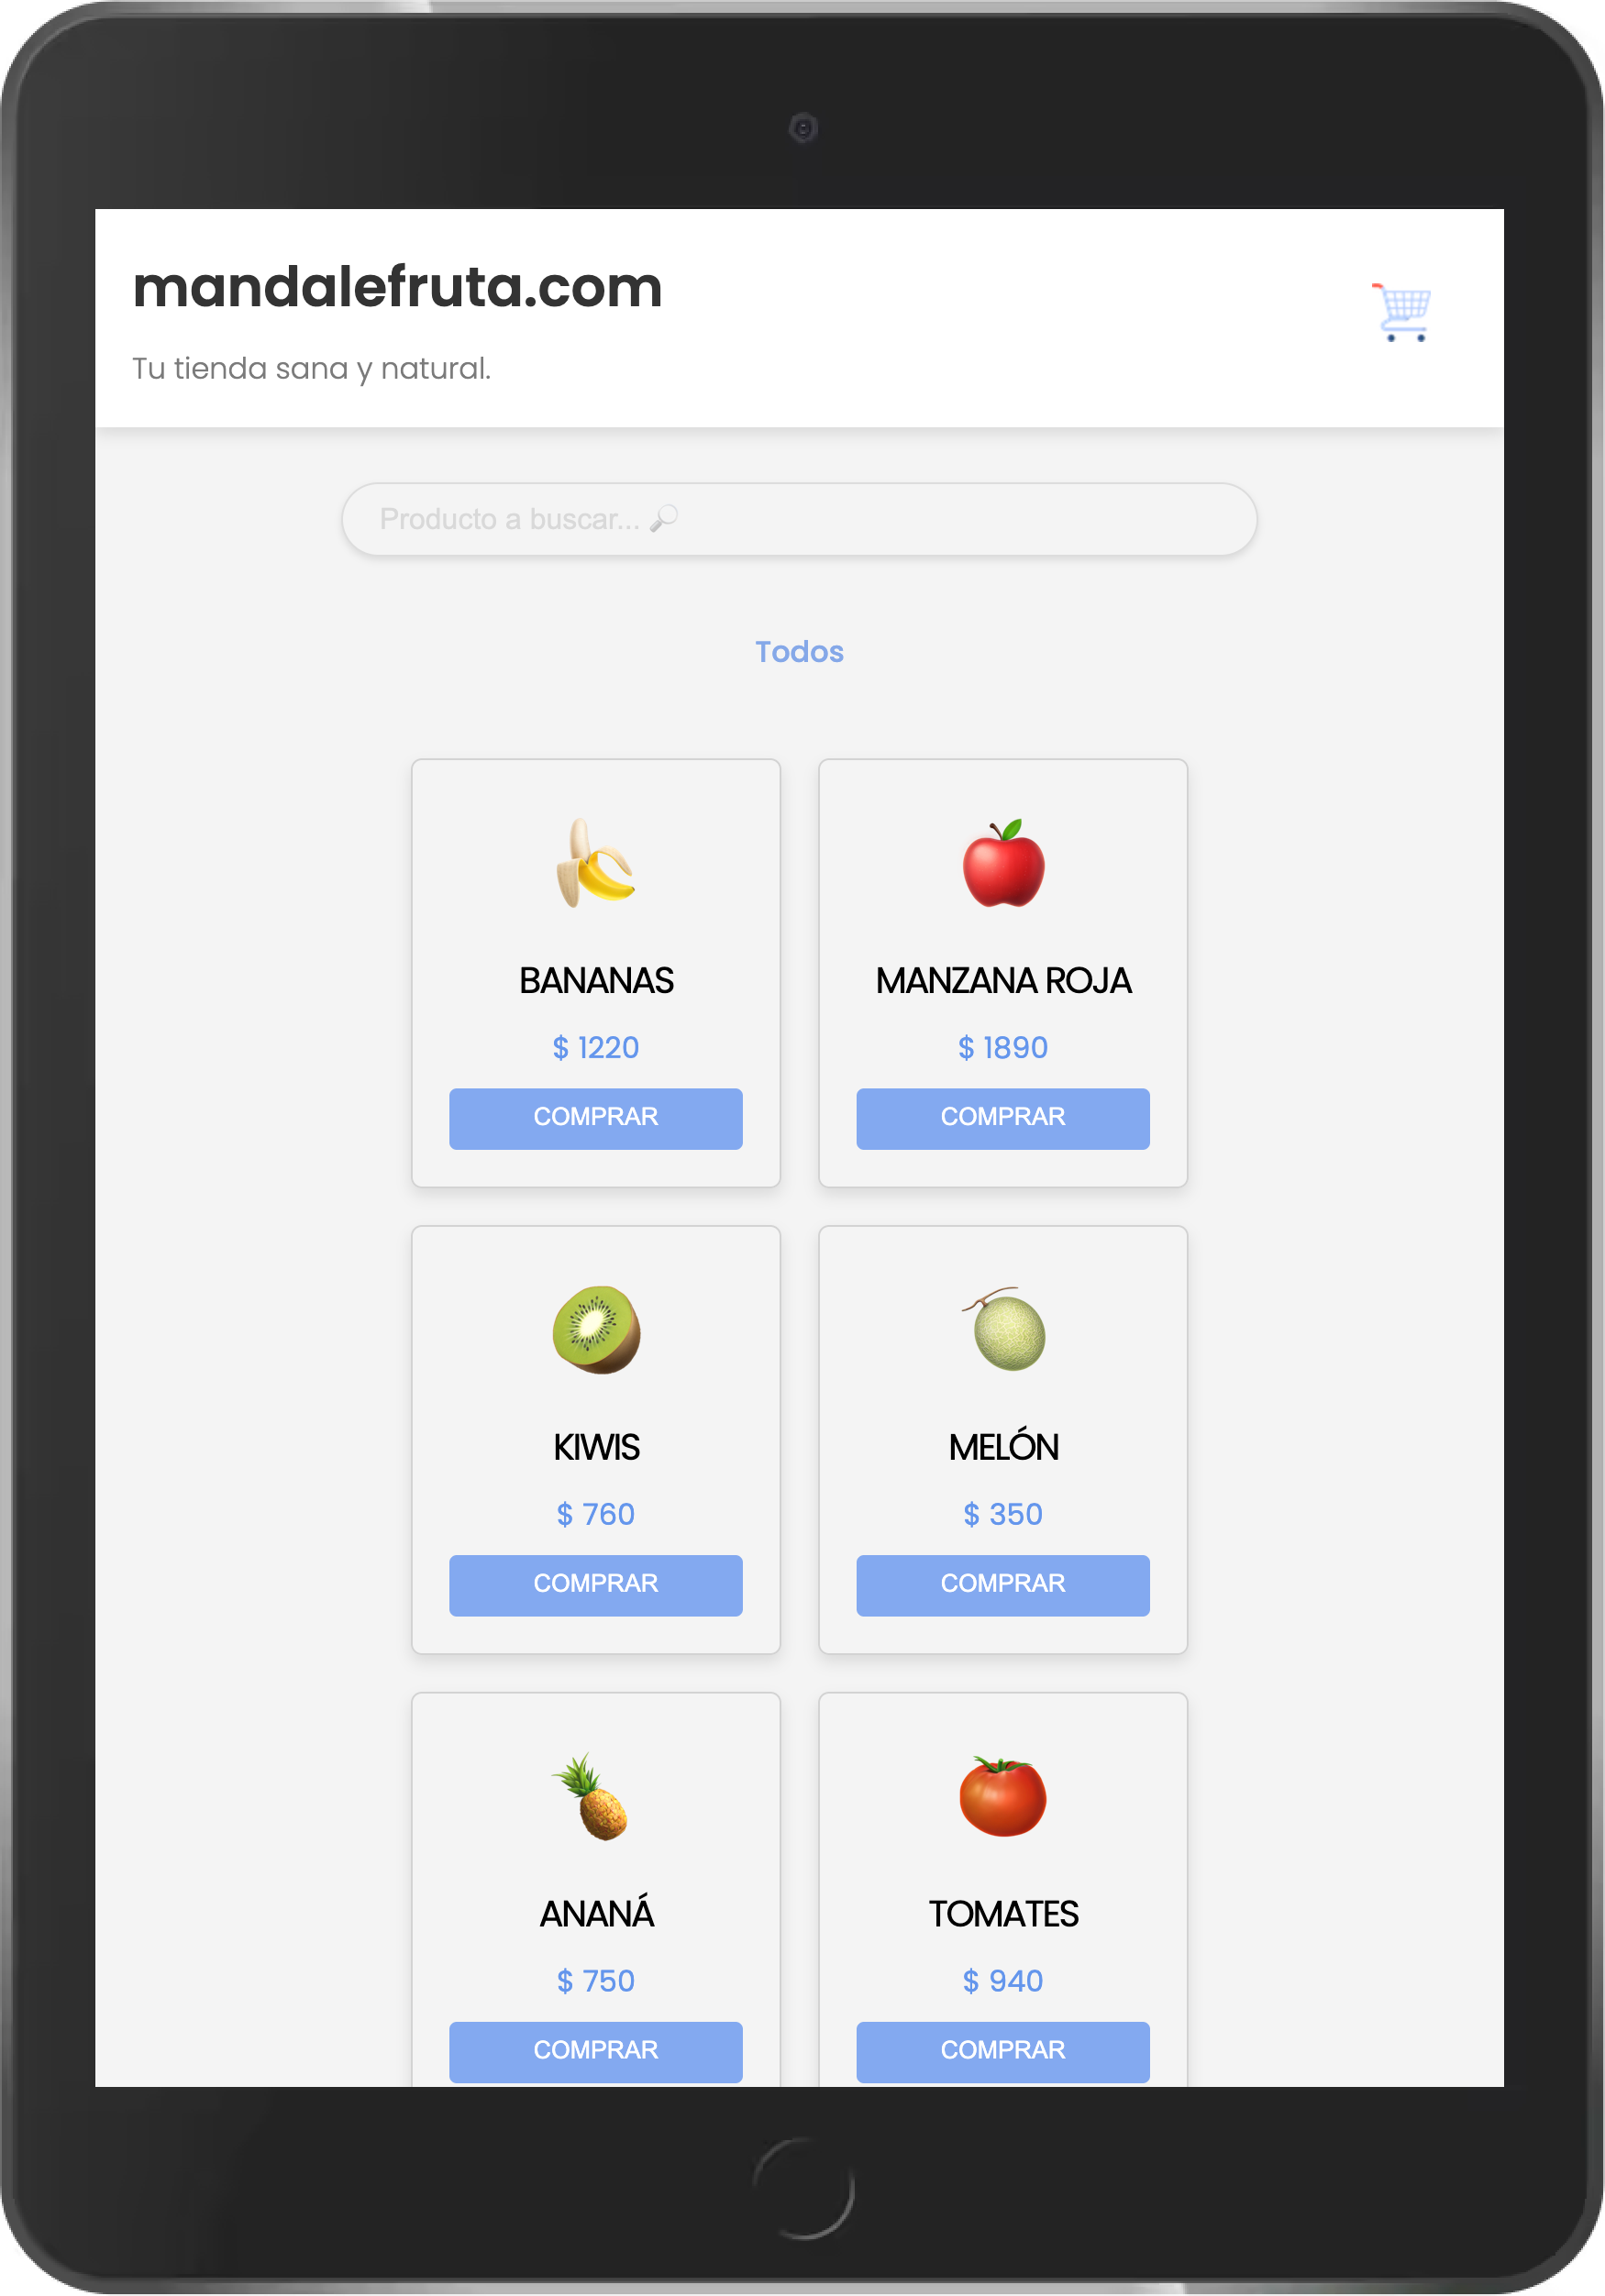 mandalefruta.com
Tu tienda sana y natural.
Producto a buscar...
Todos
BANANAS
MANZANA ROJA
$ 1220
$ 1890
COMPRAR
COMPRAR
KIWIS
MELÓN
$ 760
$ 350
COMPRAR
COMPRAR
ANANÁ
TOMATES
$ 750
$ 940
COMPRAR
COMPRAR